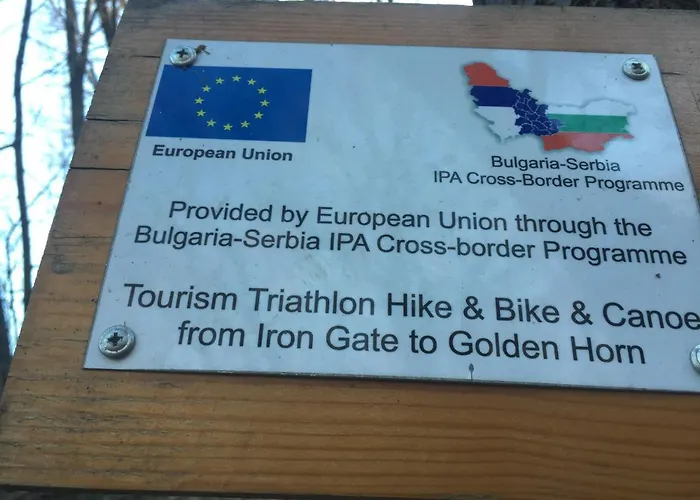 European Union
Bulgaria-Serbia
IPA Cross-Border Programme
Provided by European Union through the
Bulgaria-Serbia IPA Cross-border Programme
Tourism Triathlon Hike & Bike & Canoe
from Iron Gate to Golden Horn